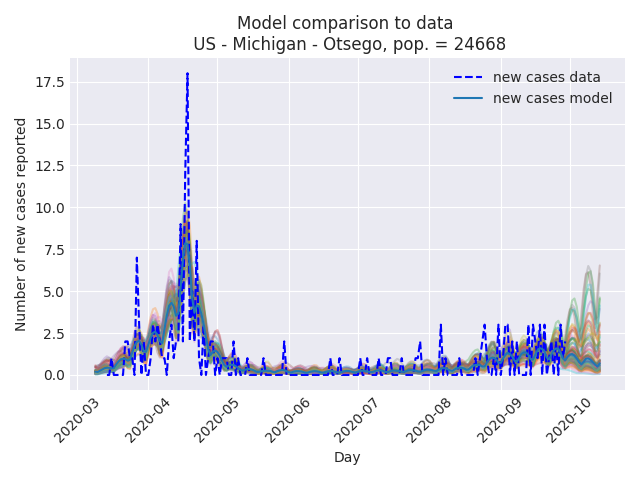 Model comparison to data
US - Michigan - Otsego, pop. = 24668
new cases data
new cases model
Number of new cases reported
17.5
15.0
12.5
10.0
7.5
5.0
2.5
0.0
2020-03
2020-04
2020-05
2020-06
2020-07
2020-08
2020-09
2020-10
Day